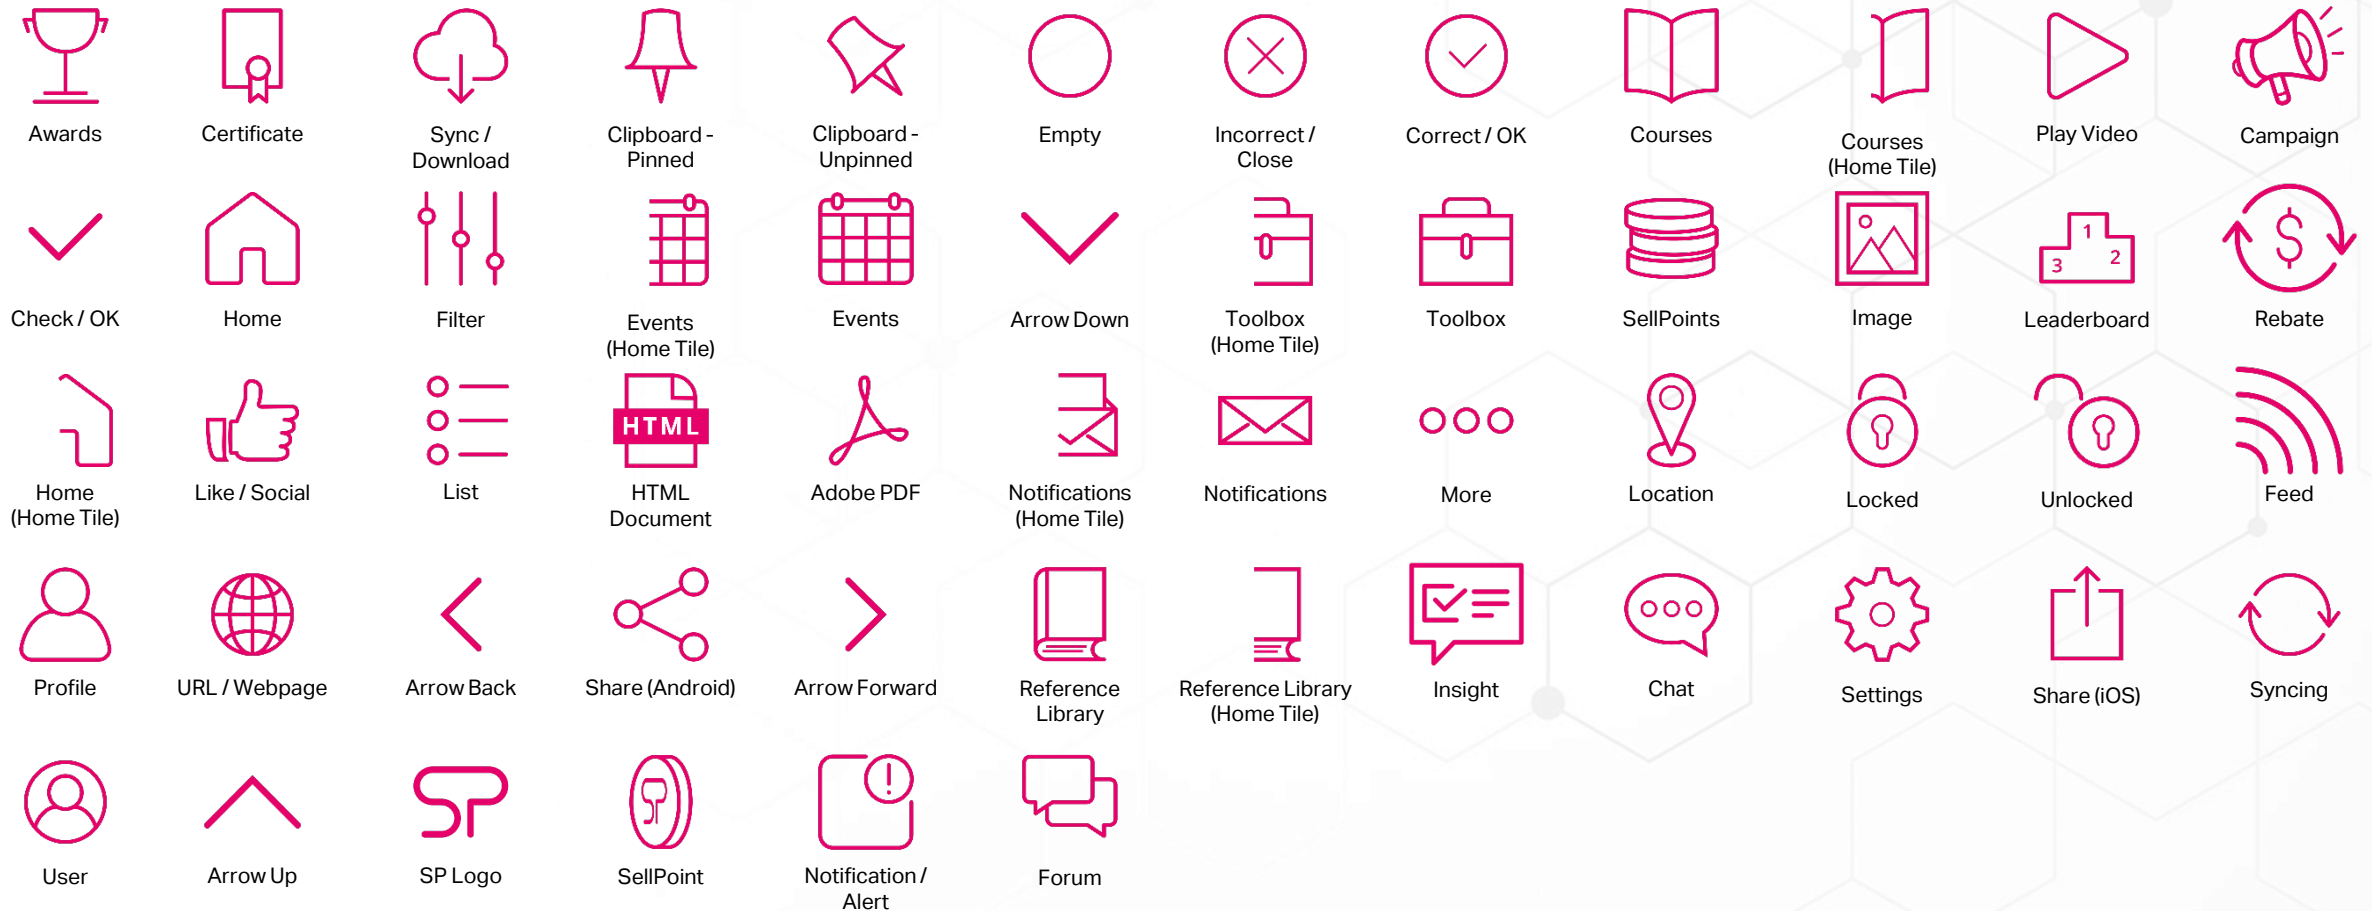 Awards
Certificate
Sync /
Download
Clipboard -
Pinned
Clipboard -
Unpinned
Empty
Incorrect /
Close
Correct / OK
Courses
Courses
(Home Tile)
Play Video
Campaign
Check / OK
Home
Filter
Events
(Home Tile)
Events
Arrow Down
Toolbox
(Home Tile)
Toolbox
SellPoints
Image
1
2
3
Leaderboard
$
Rebate
Home
(Home Tile)
Like / Social
List
HTML
HTML
Document
Adobe PDF
Notifications
(Home Tile)
Notifications
More
Location
Locked
Unlocked
Feed
Profile
URL / Webpage
Arrow Back
Share (Android)
Arrow Forward
Reference
Library
Reference Library
(Home Tile)
Insight
Chat
Settings
Share (iOS)
Syncing
User
Arrow Up
SP
SP Logo
SP
SellPoint
!
Notification /
Alert
Forum